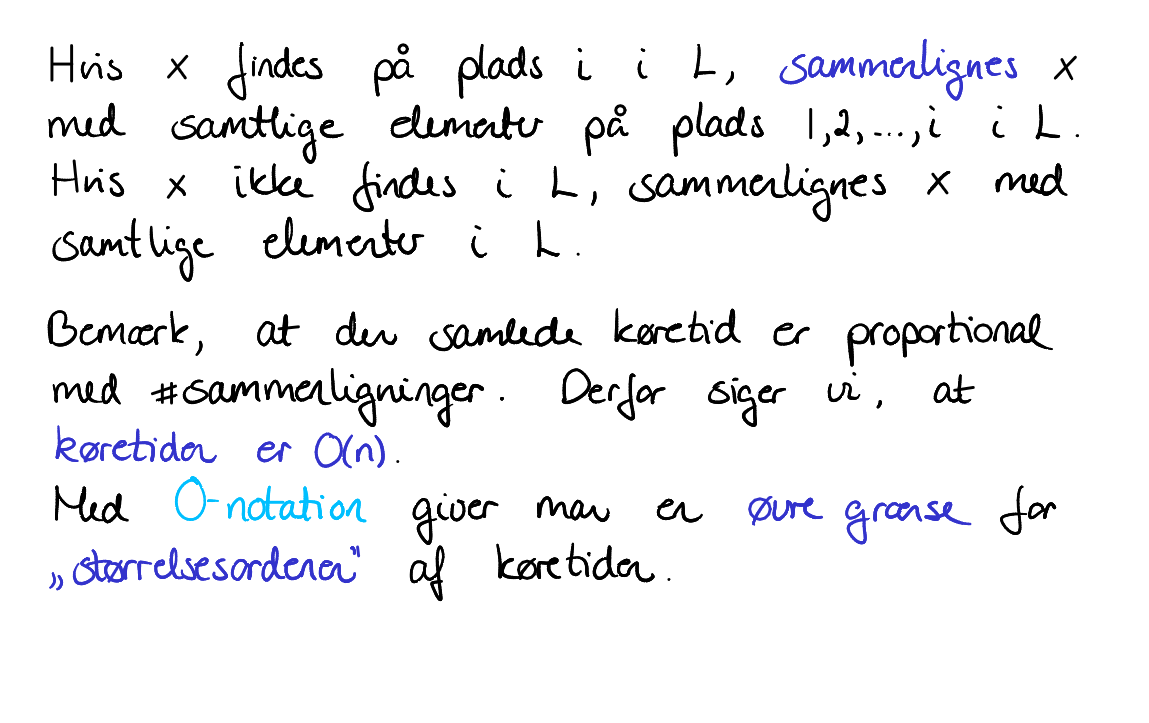 Hvis x findes på plads i i L, sammenlignes x
med samtlige elementer på plads 1,2,...,i i L.
Hvis x ikke findes i L, sammenlignes x med
samtlige elementer i L.
Bemærk, at den samlede køretid er proportional
med #sammenligninger. Derfor siger vi, at
køretiden er O(n).
Med O-notation giver man en øvre grænse for
„størrelsesordenen" af køretiden.